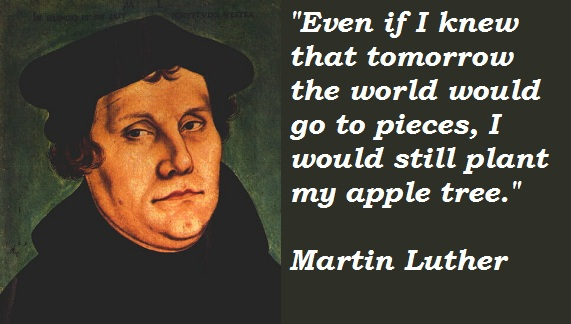 "Even if I knew
that tomorrow
the world would
go to pieces, I
would still plant
my apple tree."
Martin Luther